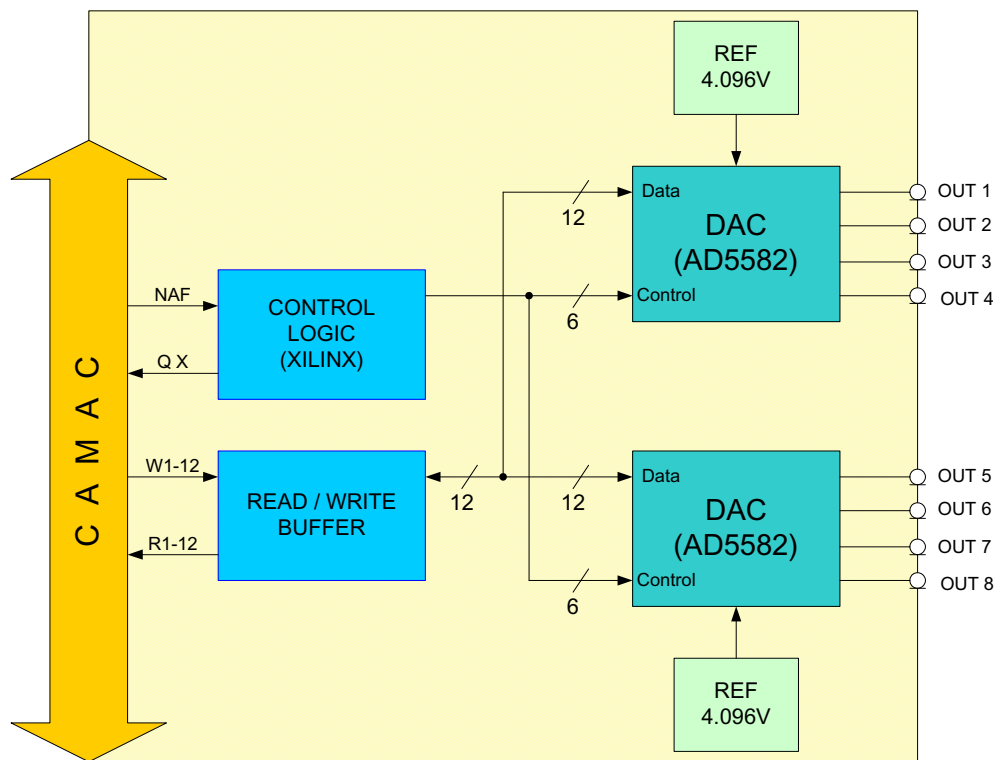 REF
4.096V
Data
12
DAC
(AD5582)
Control
6
OUT 1
OUT 2
OUT 3
OUT 4
C A M A C
NAF
Q X
CONTROL
LOGIC
(XILINX)
W1-12
R1-12
READ / WRITE
BUFFER
12
12
Data
DAC
(AD5582)
Control
6
OUT 5
OUT 6
OUT 7
OUT 8
REF
4.096V